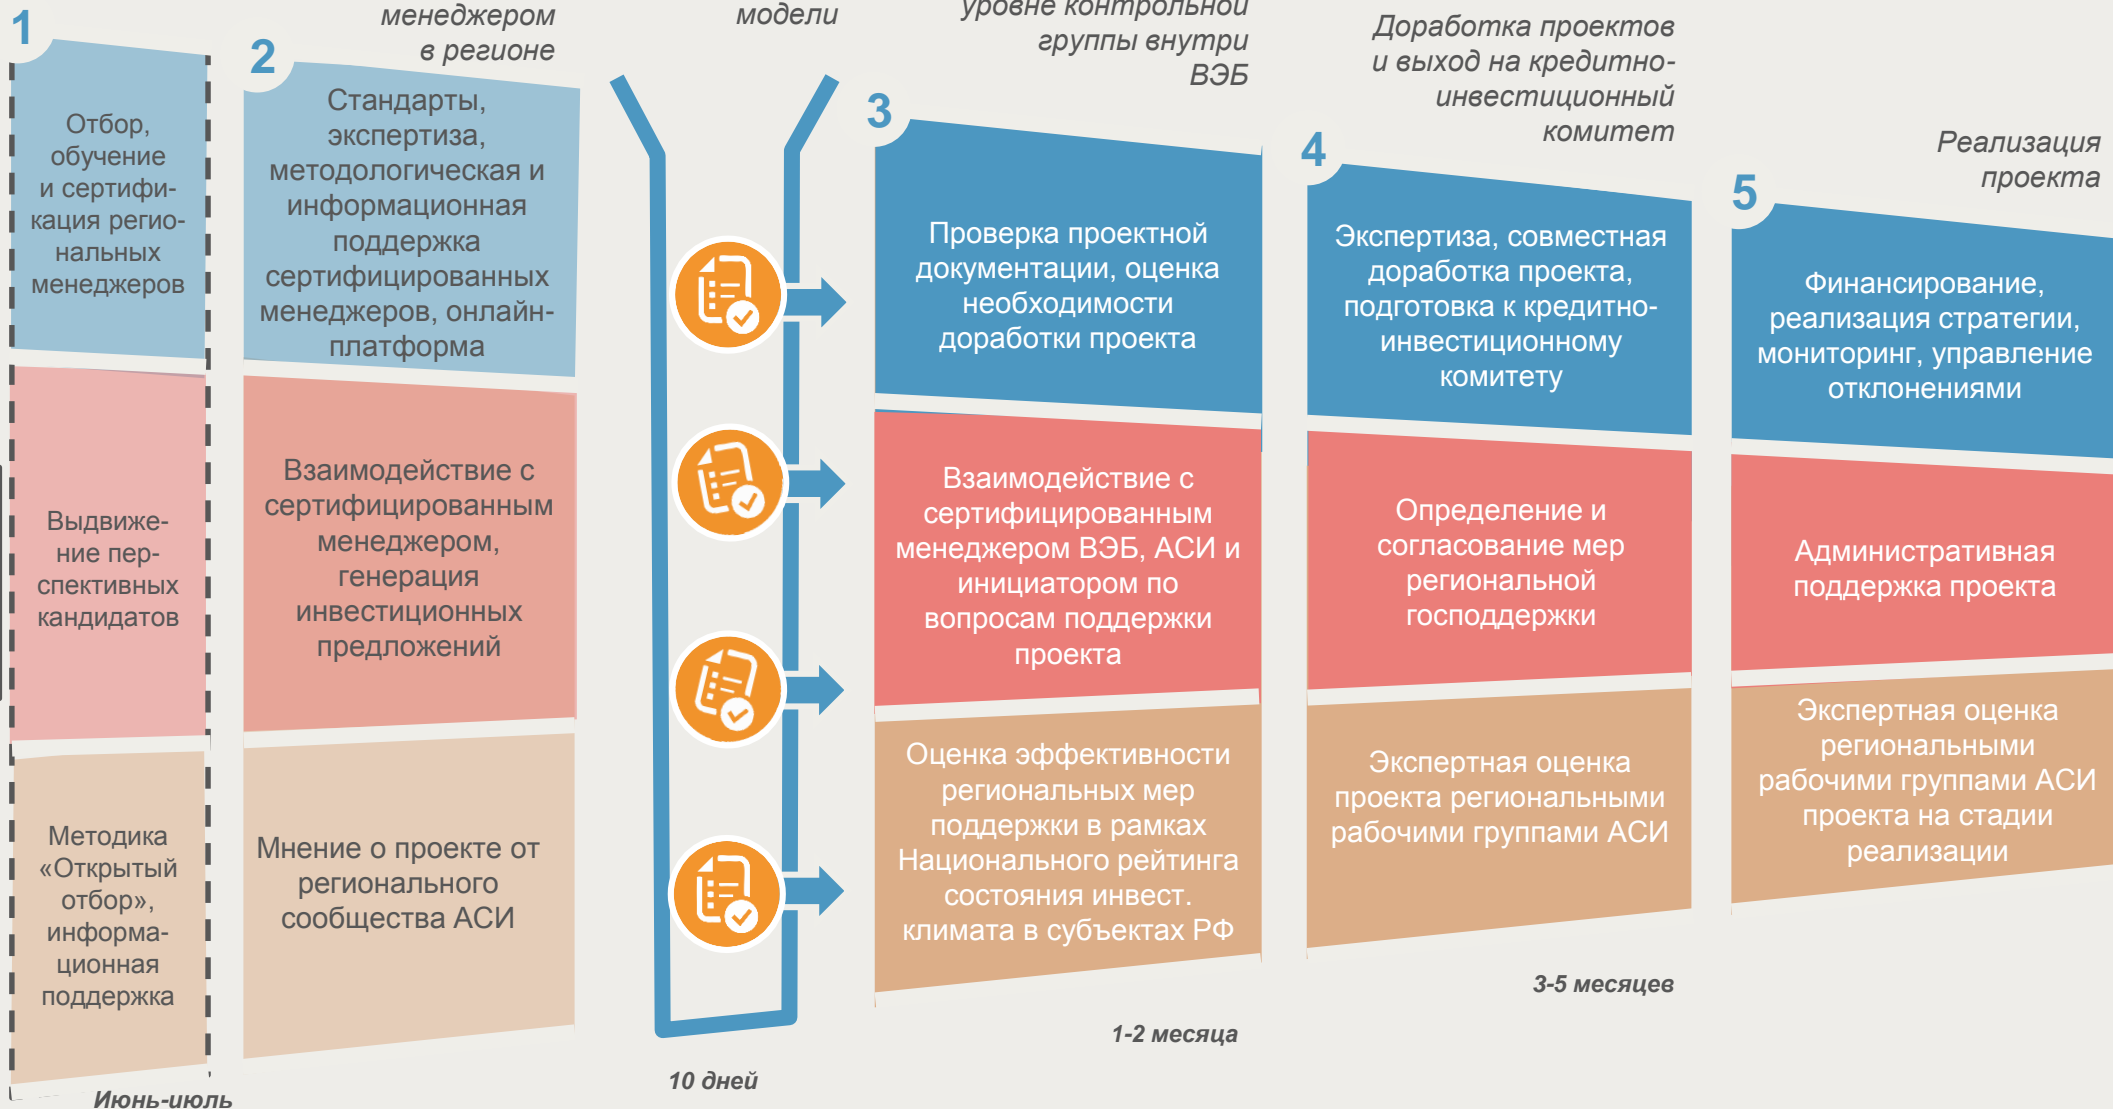 1
Отбор,
обучение
и сертифи-
кация регио-
нальных
менеджеров
Выдвиже-
ние пер-
спективных
кандидатов
Методика
«Открытый
отбор»,
информа-
ционная
поддержка
Июнь-июль
менеджером
в регионе
2
Стандарты,
экспертиза,
методологическая и
информационная
поддержка
сертифицированных
менеджеров, онлайн-
платформа
Взаимодействие с
сертифицированным
менеджером,
генерация
инвестиционных
предложений
Мнение о проекте от
регионального
сообщества АСИ
модели
10 дней
уровне контрольной
группы внутри
ВЭБ
3
Проверка проектной
документации, оценка
необходимости
доработки проекта
Взаимодействие с
сертифицированным
менеджером ВЭБ, АСИ и
инициатором по
вопросам поддержки
проекта
Оценка эффективности
региональных мер
поддержки в рамках
Национального рейтинга
состояния инвест.
климата в субъектах РФ
1-2 месяца
Доработка проектов
и выход на кредитно-
инвестиционный
комитет
4
Экспертиза, совместная
доработка проекта,
подготовка к кредитно-
инвестиционному
комитету
Определение и
согласование мер
региональной
господдержки
Экспертная оценка
проекта региональными
рабочими группами АСИ
3-5 месяцев
Реализация
проекта
5
Финансирование,
реализация стратегии,
мониторинг, управление
отклонениями
Административная
поддержка проекта
Экспертная оценка
региональными
рабочими группами АСИ
проекта на стадии
реализации